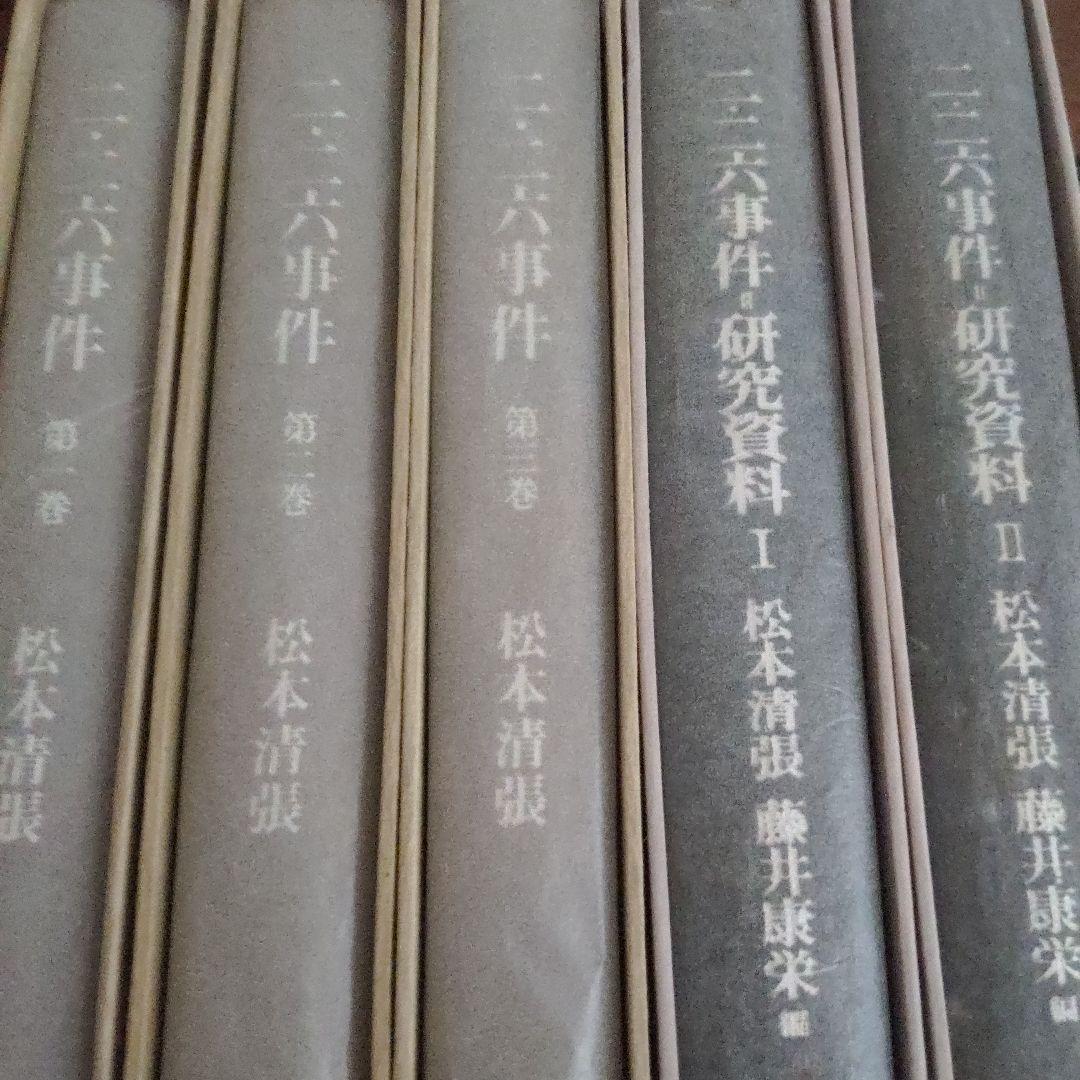 二・二六事件 第一巻 松本清張
二・二六事件 第二巻 松本清張
二・二六事件 第三巻 松本清張
二・二六事件=研究資料 I 松本清張 藤井康栄 編
二・二六事件=研究資料 II 松本清張 藤井康栄 編